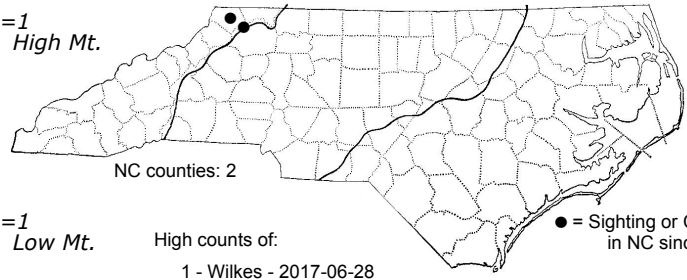 =1
High Mt.
NC counties: 2
=1
Low Mt.
High counts of:
1 - Wilkes - 2017-06-28
● = Sighting or
in NC